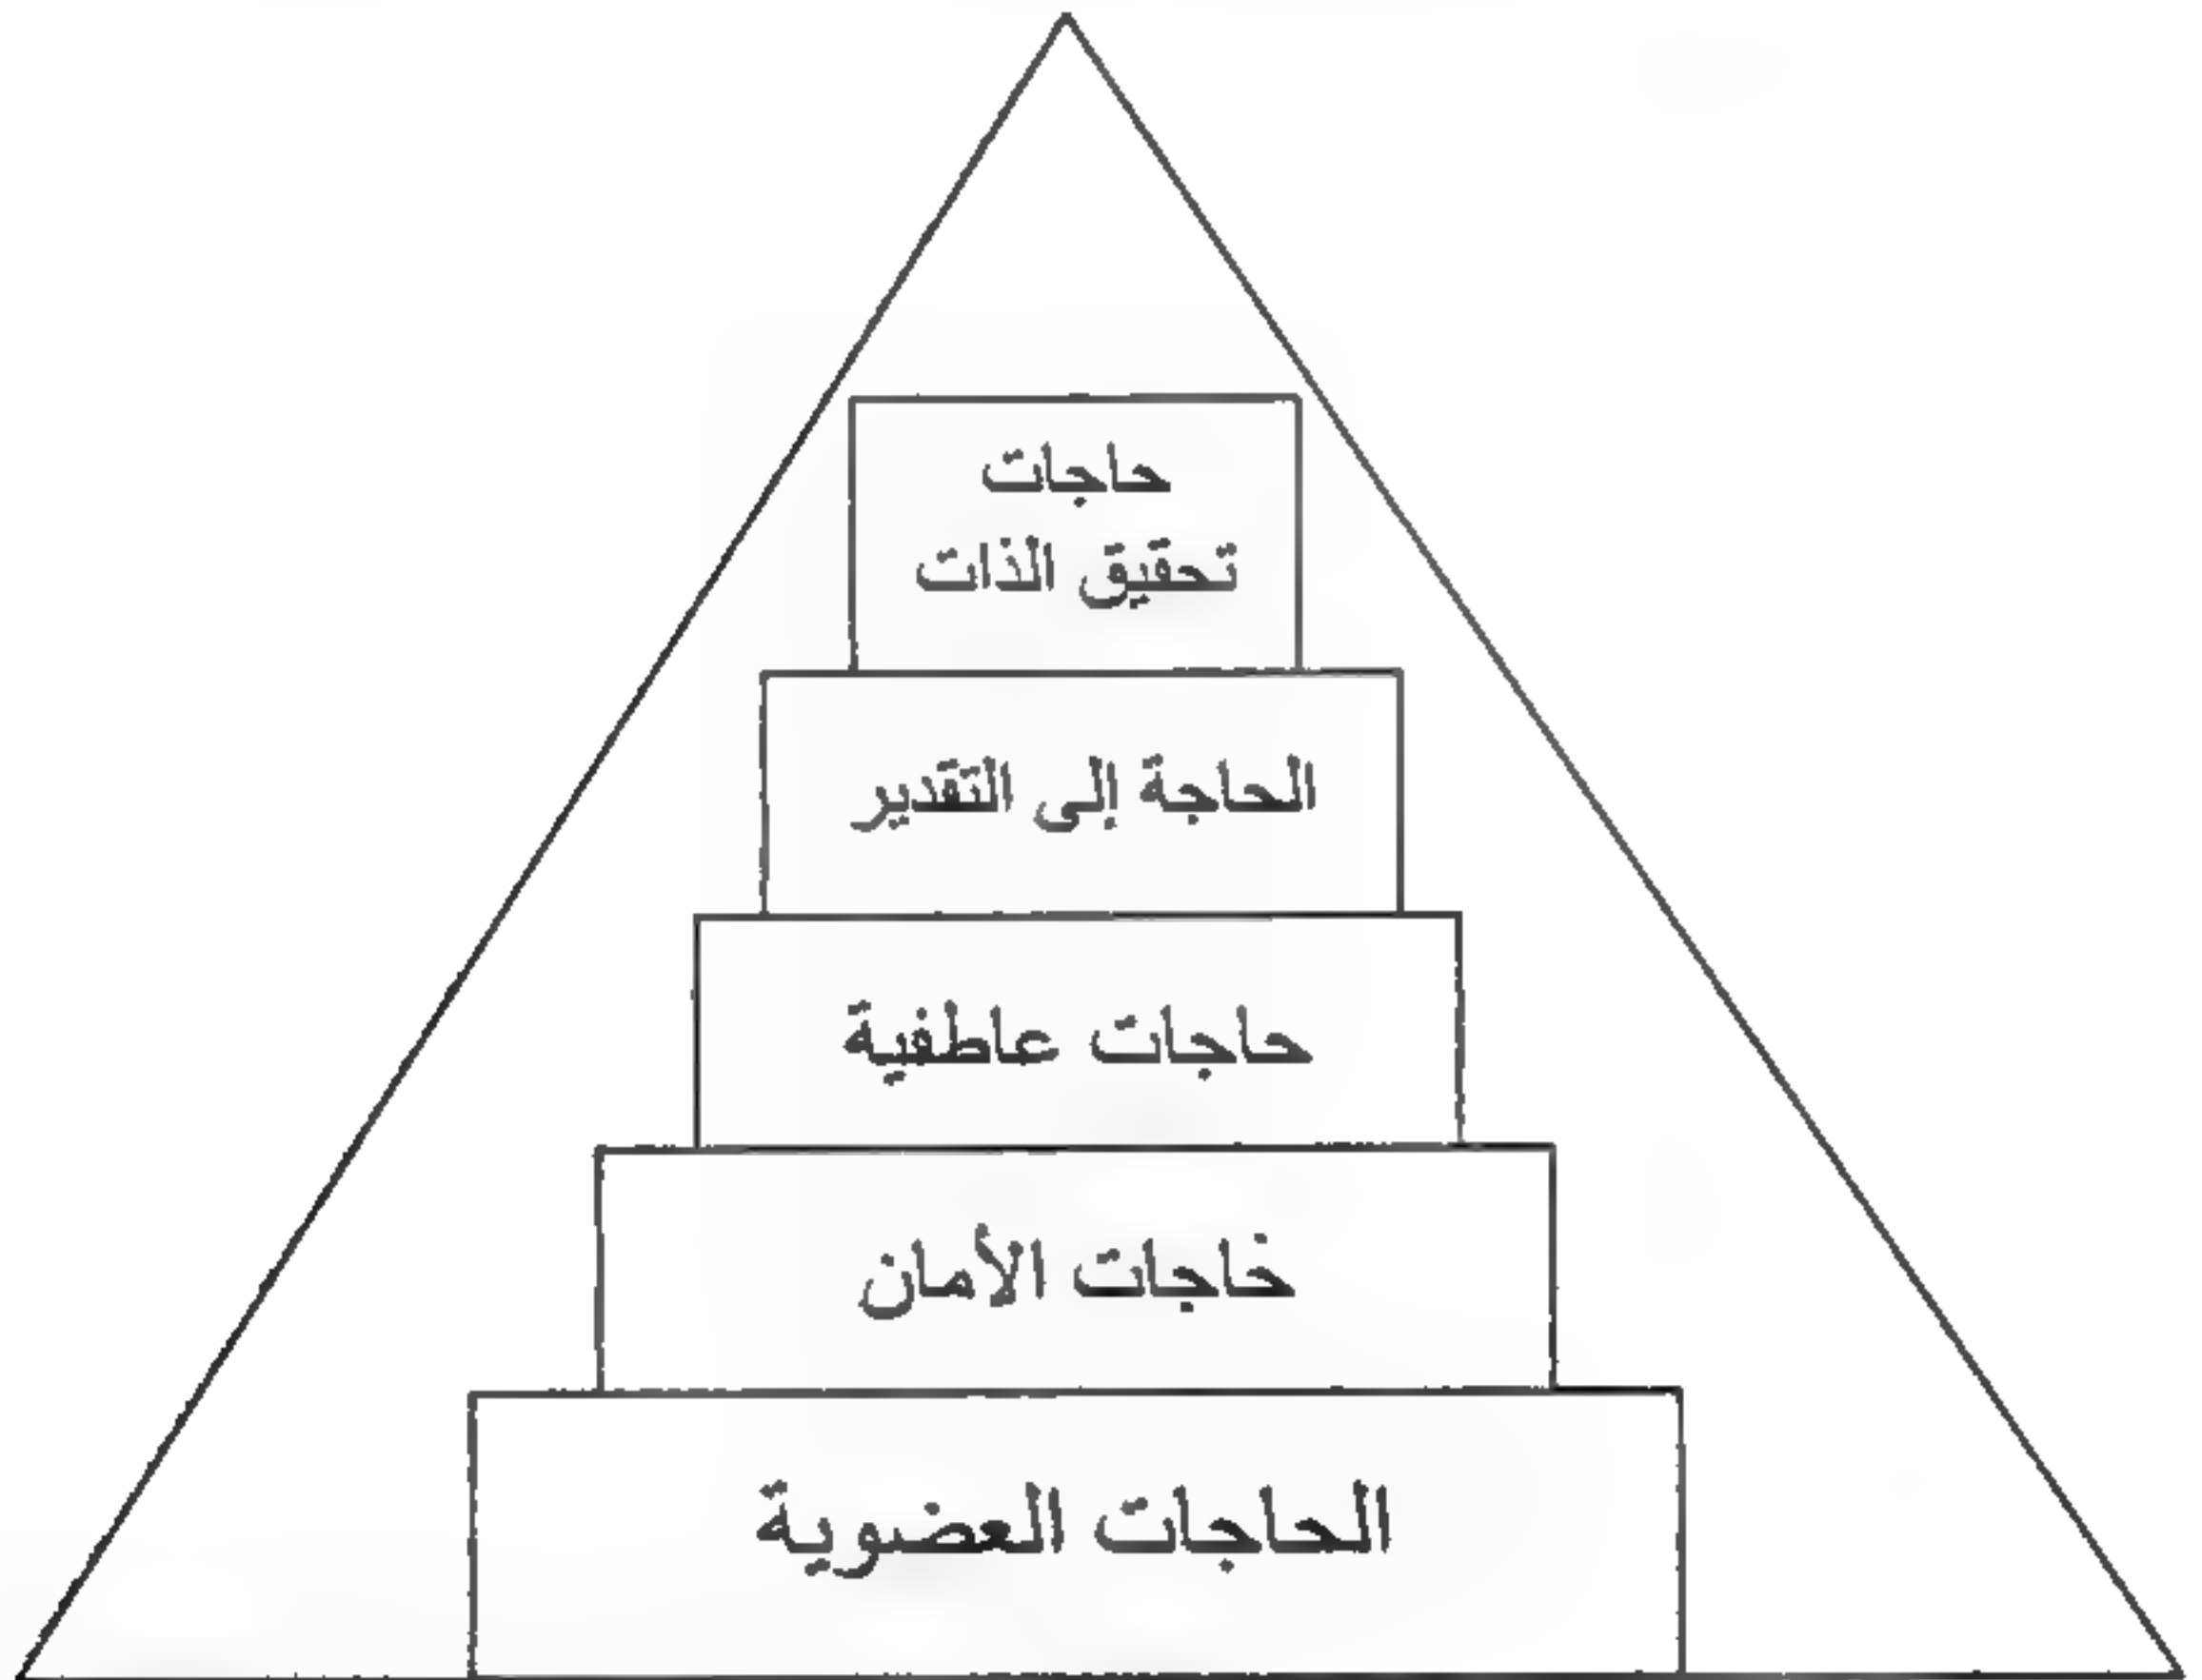 حاجات
تحقيق الذات
الحاجة إلى التقدير
حاجات عاطفية
خاجات الأمان
الحاجات العضوية